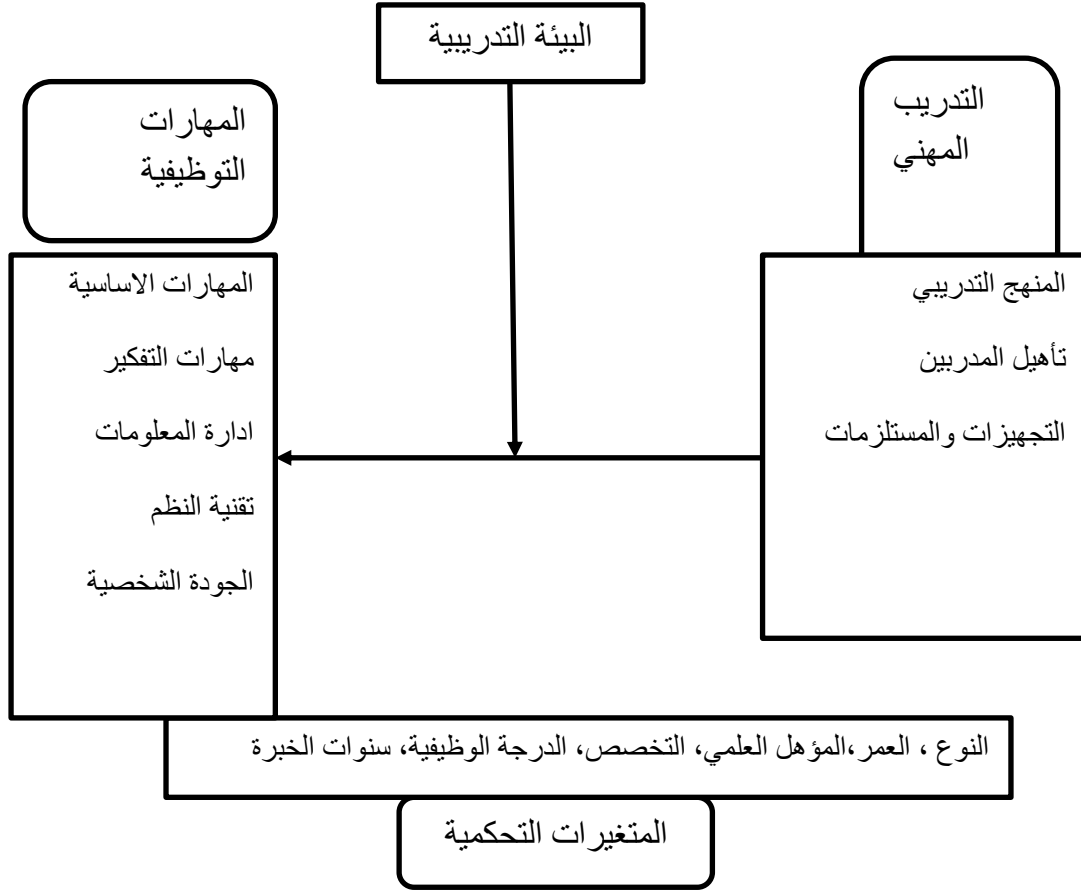 البيئة التدريبية
التدريب
المهني
المنهج التدريبي
تأهيل المدربين
التجهيزات والمستلزمات
المهارات
التوظيفية
المهارات الاساسية
مهارات التفكير
ادارة المعلومات
تقنية النظم
الجودة الشخصية
النوع ، العمر،المؤهل العلمي، التخصص، الدرجة الوظيفية، سنوات الخبرة
المتغيرات التحكمية